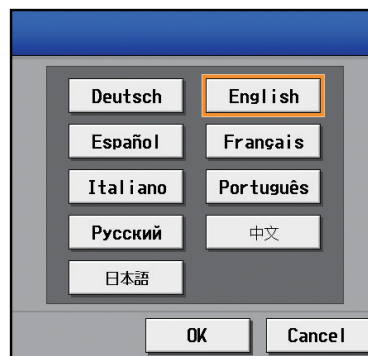 Deutsch English
Español Français
Italiano Português
Русский 中文
日本語
OK Cancel